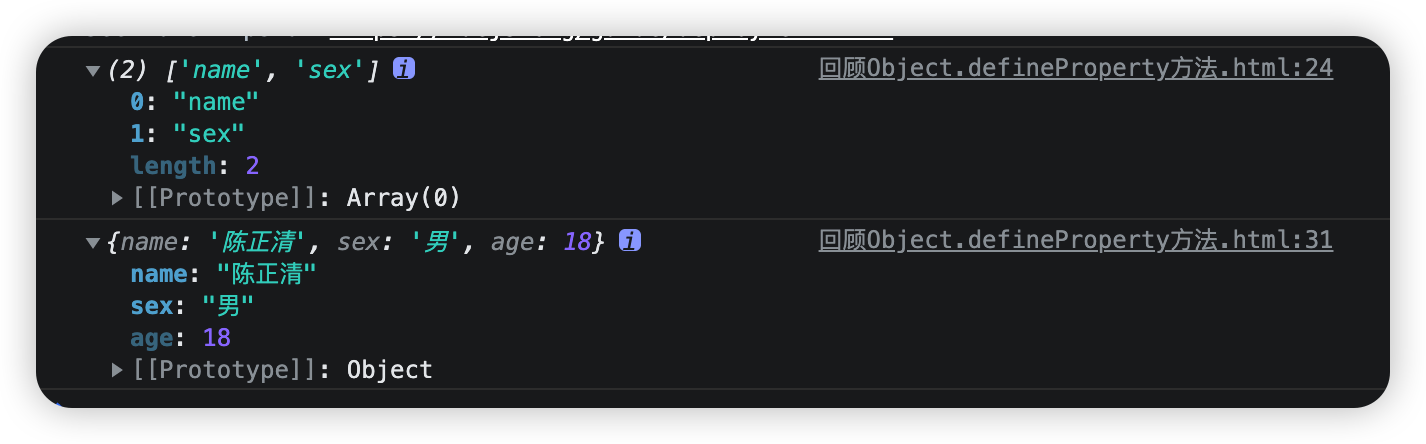 (2) ['name', 'sex'] i 回顾Object.defineProperty方法.html:24
0: "name"
1: "sex"
length: 2
[[Prototype]]: Array(0)
{name: '陈正清', sex: '男', age: 18} i 回顾Object.defineProperty方法.html:31
name: "陈正清"
sex: "男"
age: 18
[[Prototype]]: Object